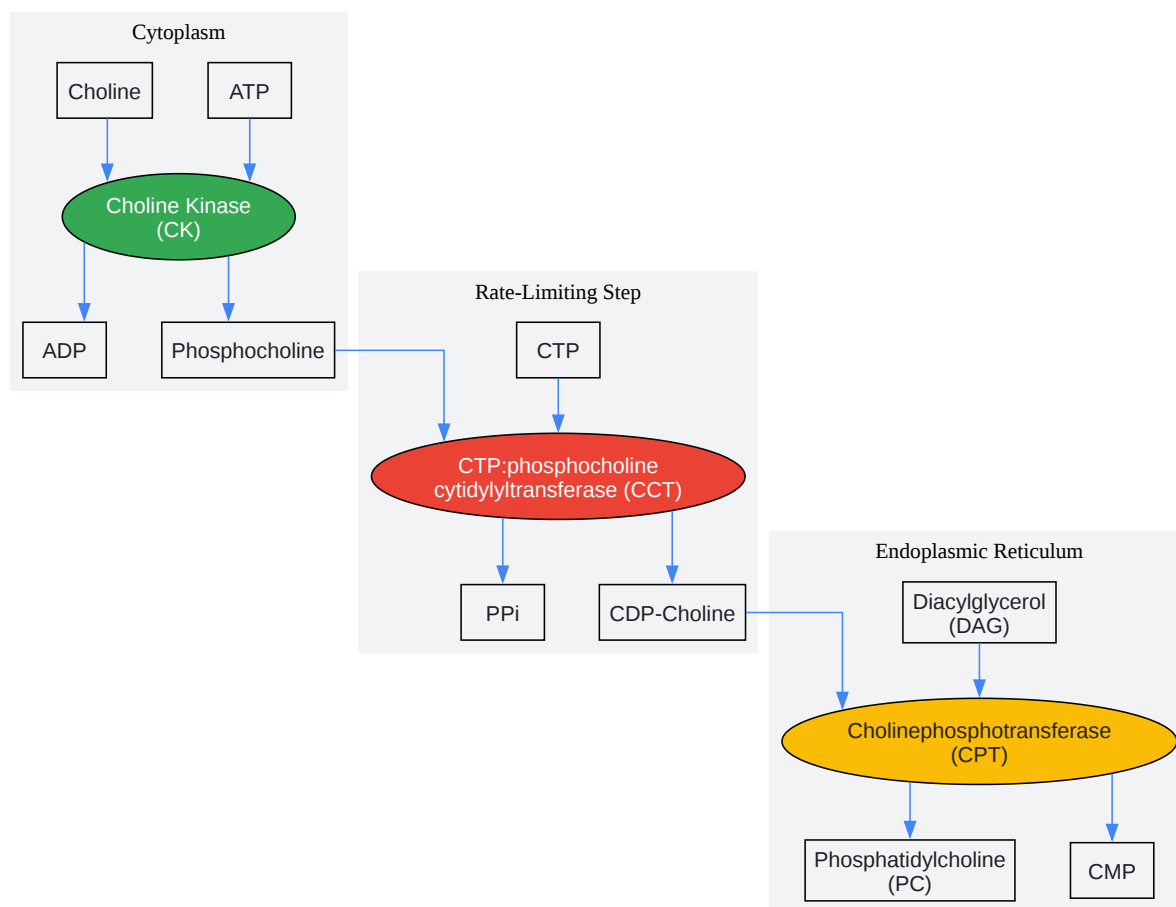 Cytoplasm
Choline
ATP
Choline Kinase
(CK)
ADP
Phosphocholine
Rate-Limiting Step
CTP
CTP:phosphocholine
cytidylyltransferase (CCT)
PPi
CDP-Choline
Endoplasmic Reticulum
Diacylglycerol
(DAG)
Cholinephosphotransferase
(CPT)
Phosphatidylcholine
(PC)
CMP